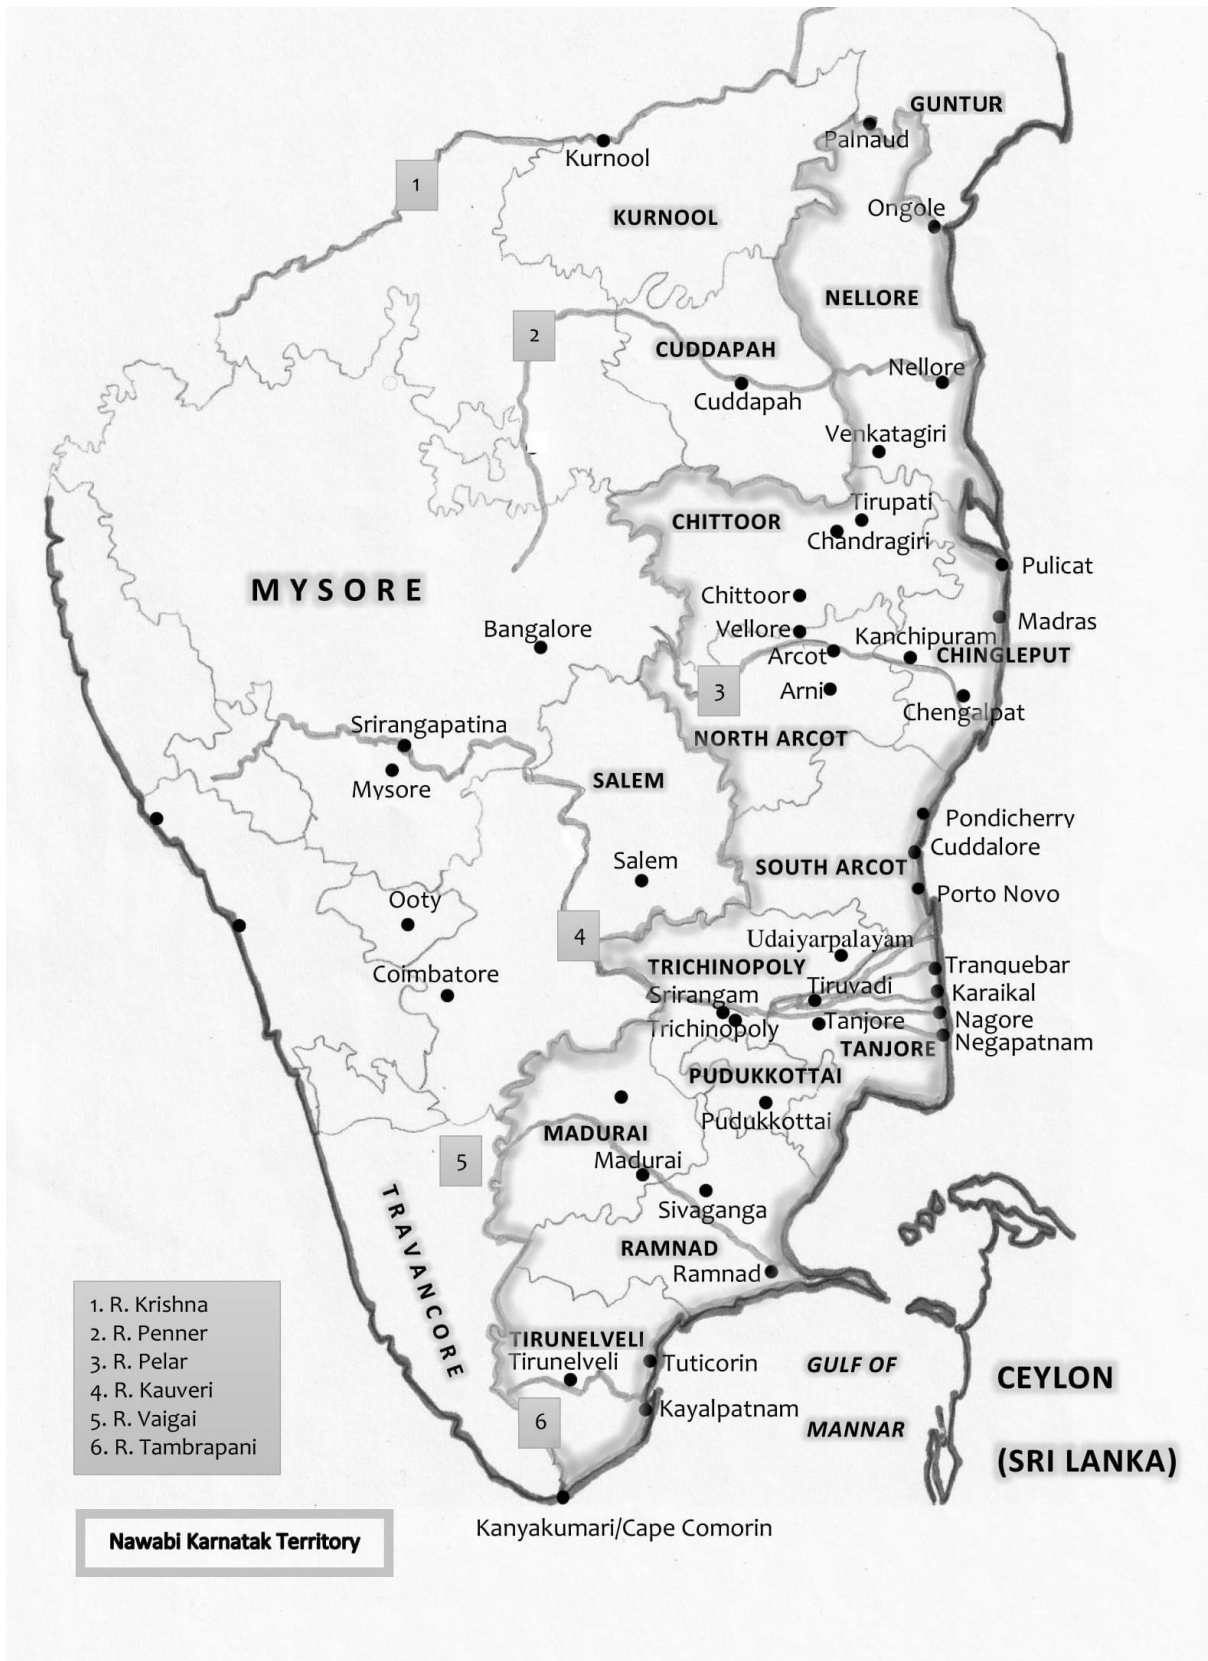 GUNTUR
Palnaud
Kurnool
1
KURNOOL
Ongole
NELLORE
2
CUDDAPAH
Nellore
Cuddapah
Venkatagiri
Tirupati
CHITTOOR
Chandragiri
Pulicat
MYSORE
Chittoor
Madras
Bangalore
Vellore
Kanchipuram
Arcot
CHINGLEPUT
3
Arni
Chengalpat
Srirangapatina
NORTH ARCOT
Mysore
SALEM
Pondicherry
Cuddalore
Salem
SOUTH ARCOT
Ooty
Porto Novo
4
Udaiyarpalayam
TRICHINOPOLY
Tranquebar
Coimbatore
Tiruvadi
Srirangam
Karaikal
Trichinopoly
Tanjore
Nagore
TANJORE
Negapatnam
PUDUKKOTTAI
Pudukkottai
MADURAI
5
Madurai
Sivaganga
TRAVANCORE
RAMNAD
Ramnad
1. R. Krishna
2. R. Penner
3. R. Pelar
4. R. Kauveri
5. R. Vaigai
6. R. Tambrapani
TIRUNELVELI
Tirunelveli
Tuticorin
GULF OF
MANNAR
CEYLON
(SRI LANKA)
Kayalpatnam
6
Kanyakumari/Cape Comorin
Nawabi Karnatak Territory